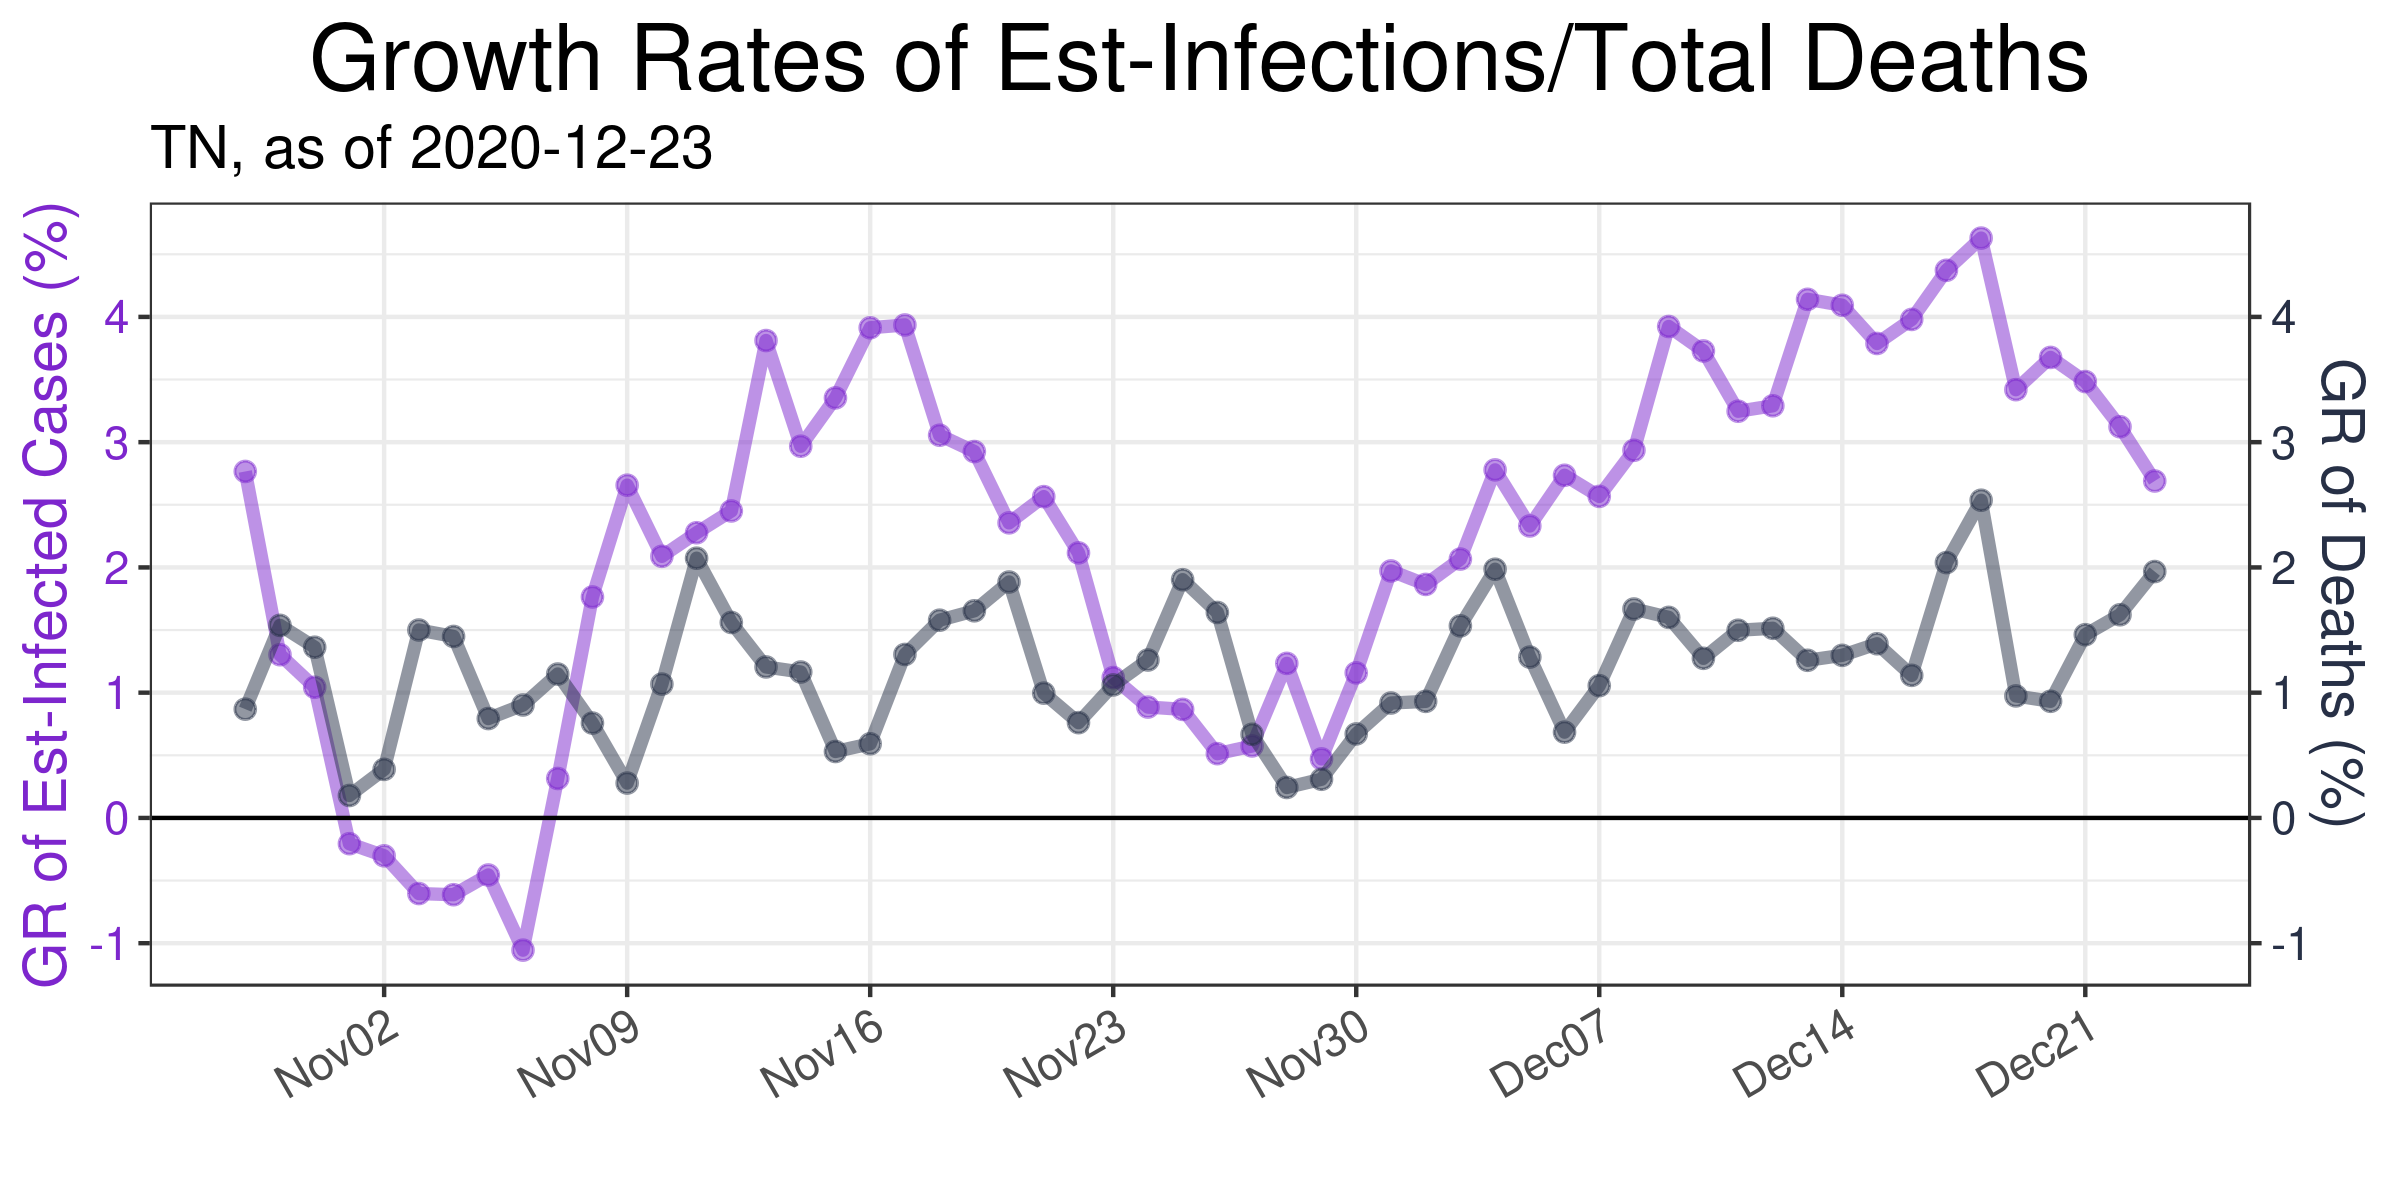 Growth Rates of Est-Infections/Total Deaths
TN, as of 2020-12-23
GR of Est-Infected Cases (%)
4
3
2
1
0
-1
4
3
2
1
0
-1
GR of Deaths (%)
Nov02
Nov09
Nov16
Nov23
Nov30
Dec07
Dec14
Dec21